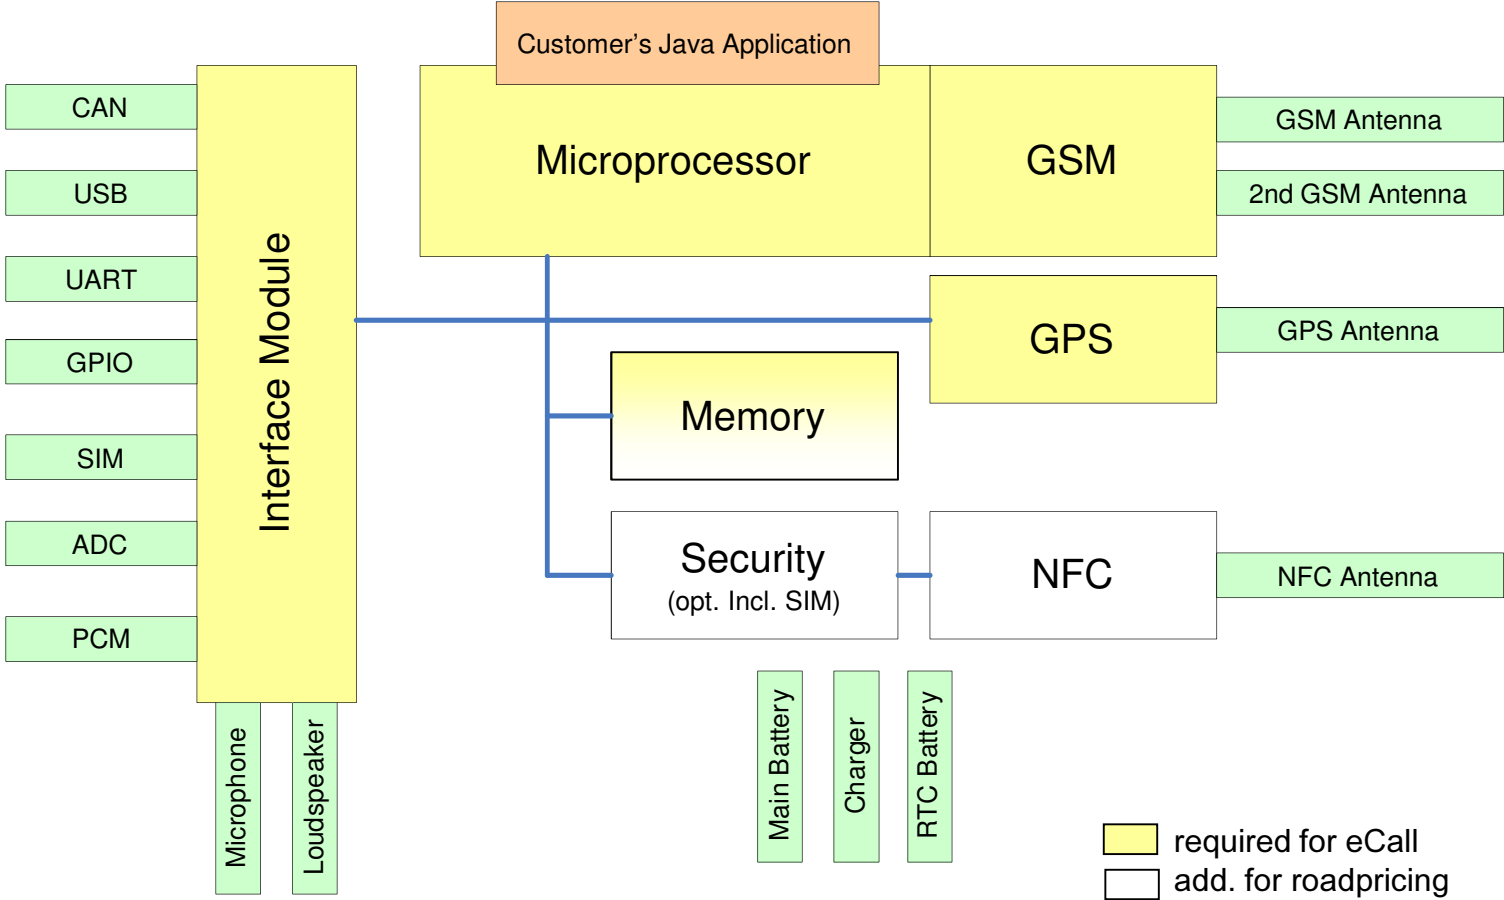 Customer's Java Application
CAN
USB
UART
GPIO
SIM
ADC
PCM
Interface Module
Microphone
Loudspeaker
Microprocessor
GSM
GSM Antenna
2nd GSM Antenna
GPS
GPS Antenna
Memory
Security
(opt. Incl. SIM)
NFC
NFC Antenna
Main Battery
Charger
RTC Battery
required for eCall
add. for roadpricing